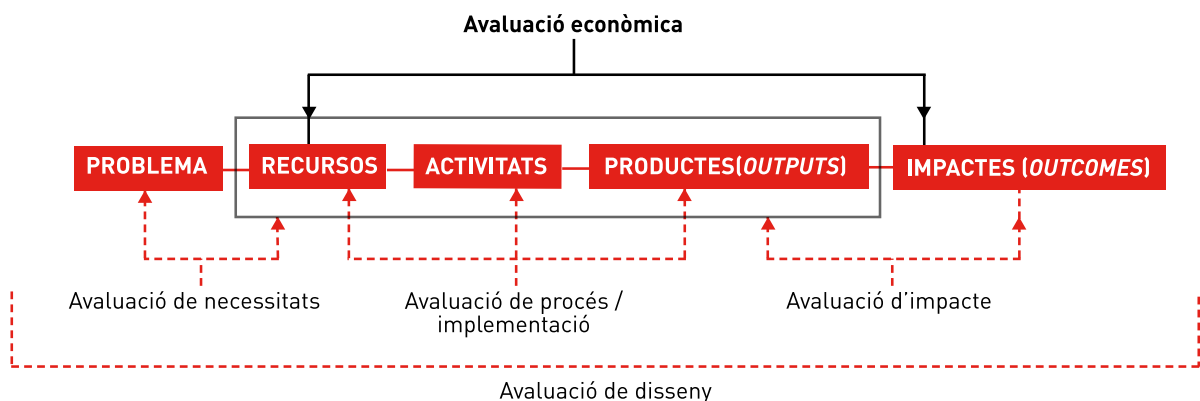 Avaluació econòmica
PROBLEMA
RECURSOS
ACTIVITATS
PRODUCTES(OUTPUTS)
IMPACTES (OUTCOMES)
Avaluació de necessitats
Avaluació de procés /
implementació
Avaluació d’impacte
Avaluació de disseny